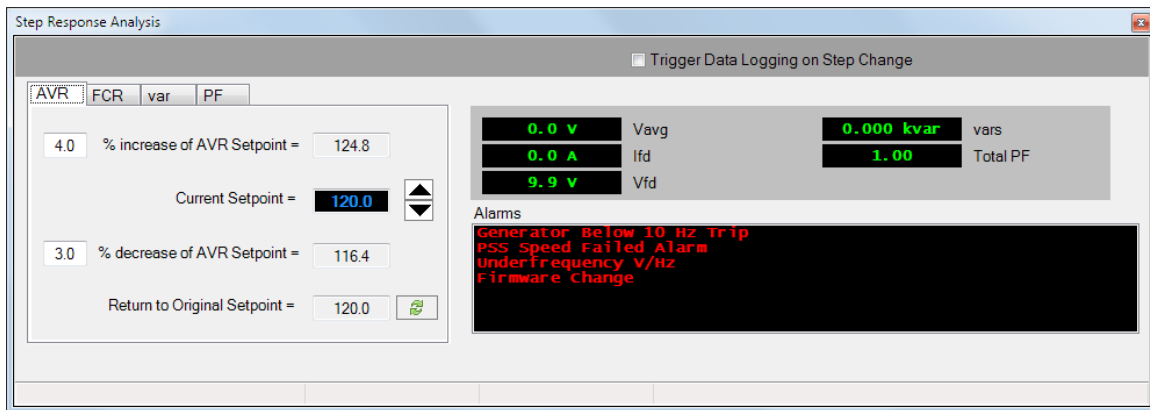 Step Response Analysis
Trigger Data Logging on Step Change
AVR FCR var PF
4.0 % increase of AVR Setpoint = 124.8
Current Setpoint = 120.0
3.0 % decrease of AVR Setpoint = 116.4
Return to Original Setpoint = 120.0
0.0 V Vavg 0.000 kvar vars
0.0 A Ifd 1.00 Total PF
9.9 V Vfd
Alarms
Generator Below 10 Hz Trip
PSS Speed Failed Alarm
Underfrequency V/Hz
Firmware Change